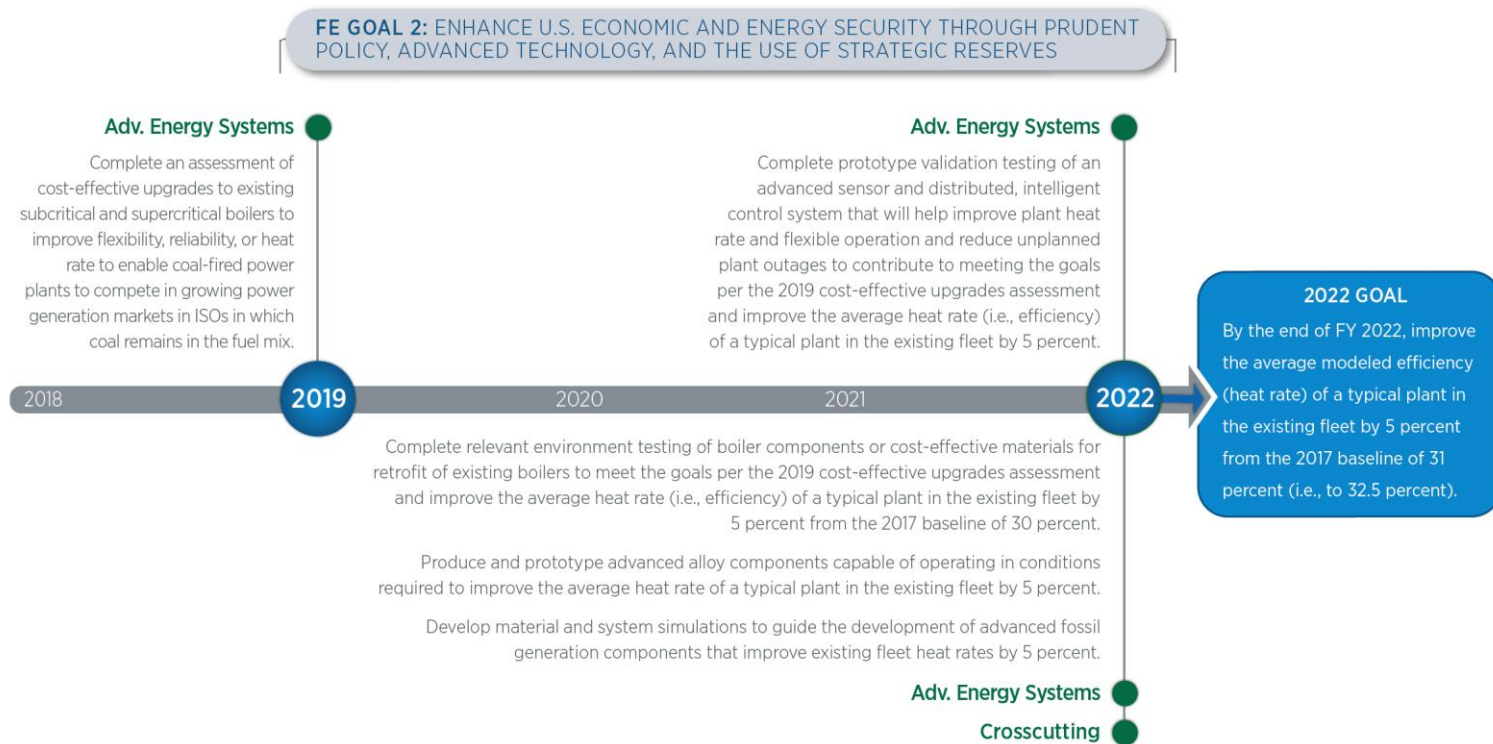 FE GOAL 2: ENHANCE U.S. ECONOMIC AND ENERGY SECURITY THROUGH PRUDENT
POLICY, ADVANCED TECHNOLOGY, AND THE USE OF STRATEGIC RESERVES
Adv. Energy Systems
Complete an assessment of
cost-effective upgrades to existing
subcritical and supercritical boilers to
improve flexibility, reliability, or heat
rate to enable coal-fired power
plants to compete in growing power
generation markets in ISOs in which
coal remains in the fuel mix.
Adv. Energy Systems
Complete prototype validation testing of an
advanced sensor and distributed, intelligent
control system that will help improve plant heat
rate and flexible operation and reduce unplanned
plant outages to contribute to meeting the goals
per the 2019 cost-effective upgrades assessment
and improve the average heat rate (i.e., efficiency)
of a typical plant in the existing fleet by 5 percent.
2018
2019
2020
2021
2022
2022 GOAL
By the end of FY 2022, improve
the average modeled efficiency
(heat rate) of a typical plant in
the existing fleet by 5 percent
from the 2017 baseline of 31
percent (i.e., to 32.5 percent).
Complete relevant environment testing of boiler components or cost-effective materials for
retrofit of existing boilers to meet the goals per the 2019 cost-effective upgrades assessment
and improve the average heat rate (i.e., efficiency) of a typical plant in the existing fleet by
5 percent from the 2017 baseline of 30 percent.
Produce and prototype advanced alloy components capable of operating in conditions
required to improve the average heat rate of a typical plant in the existing fleet by 5 percent.
Develop material and system simulations to guide the development of advanced fossil
generation components that improve existing fleet heat rates by 5 percent.
Adv. Energy Systems
Crosscutting